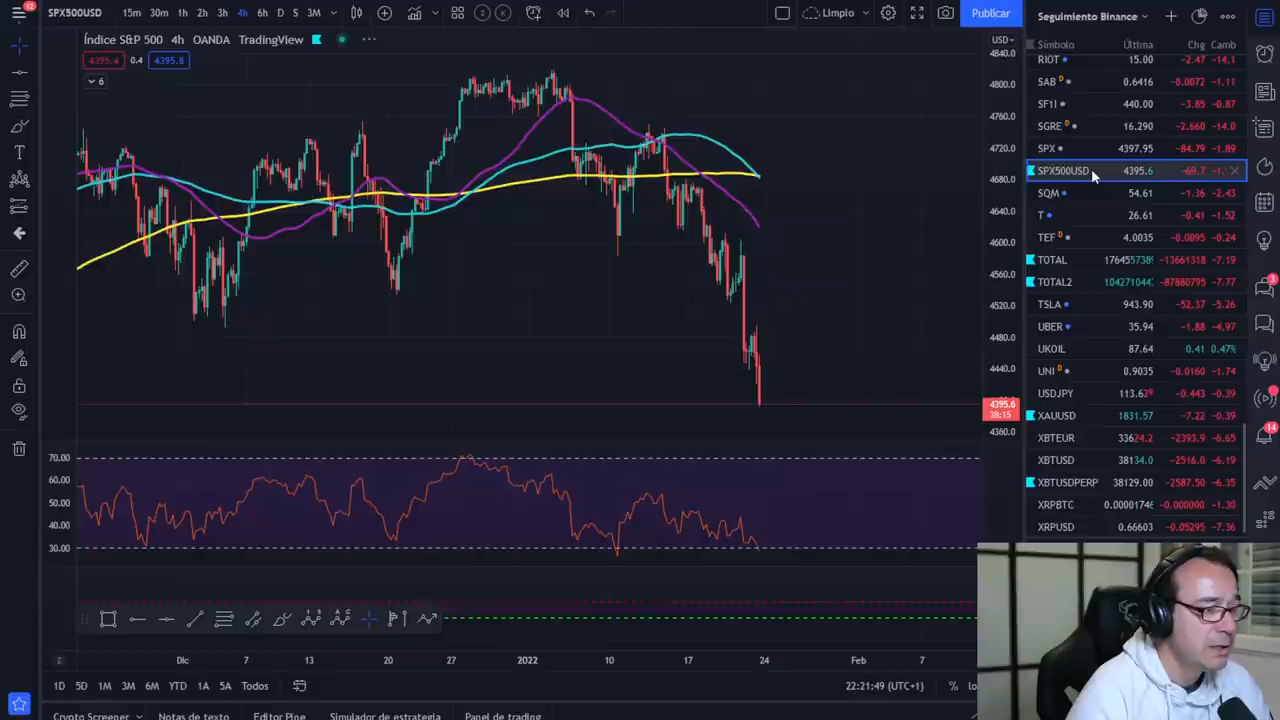 12
SPX500USD 15m 30m 1h 2h 3h 4h 6h D S 3M 2 K Limpio Publicar
Seguimiento Binance
Índice S&P 500 4h OANDA TradingView
4395.4 0.4 4395.8
6
USD
4840.0
4800.0
4760.0
4720.0
4680.0
4640.0
4600.0
4560.0
4520.0
4480.0
4440.0
4395.6
38:15
4360.0
Símbolo Última Chg Camb
RIOT 15.00 -2.47 -14.1
SAB D 0.6416 -0.0072 -1.11
SF1I 440.00 -3.85 -0.87
SGRE D 16.290 -2.660 -14.0
SPX 4397.95 -84.79 -1.89
SPX500USD 4395.6 -69.7
SQM 54.61 -1.36 -2.43
T 26.61 -0.41 -1.52
TEF D 4.0035 -0.0095 -0.24
TOTAL -13661318 -7.19
TOTAL2 -87880795 -7.77
TSLA 943.90 -52.37 -5.26
UBER 35.94 -1.88 -4.97
UKOIL 87.64 0.41 0.47%
UNI D 0.9035 -0.0160 -1.74
USDJPY 113.629 -0.443 -0.39
XAUUSD 1831.57 -7.22 -0.39
XBTEUR 33624.2 -2393.9 -6.65
XBTUSD 38134.0 -2516.0 -6.19
XBTUSDPERP 38129.00 -2587.50 -6.35
XRPBTC 0.00001746 -0.000000 -1.30
XRPUSD 0.66603 -0.05295 -7.36
3
14
70.00
60.00
50.00
40.00
30.00
Z Dic 7 13 20 27 2022 10 17 24 Feb 7
1D 5D 1M 3M 6M YTD 1A 5A Todos 22:21:49 (UTC+1) % lo
Crypto Screener Notas de texto Editor Pine Simulador de estrategia Panel de trading